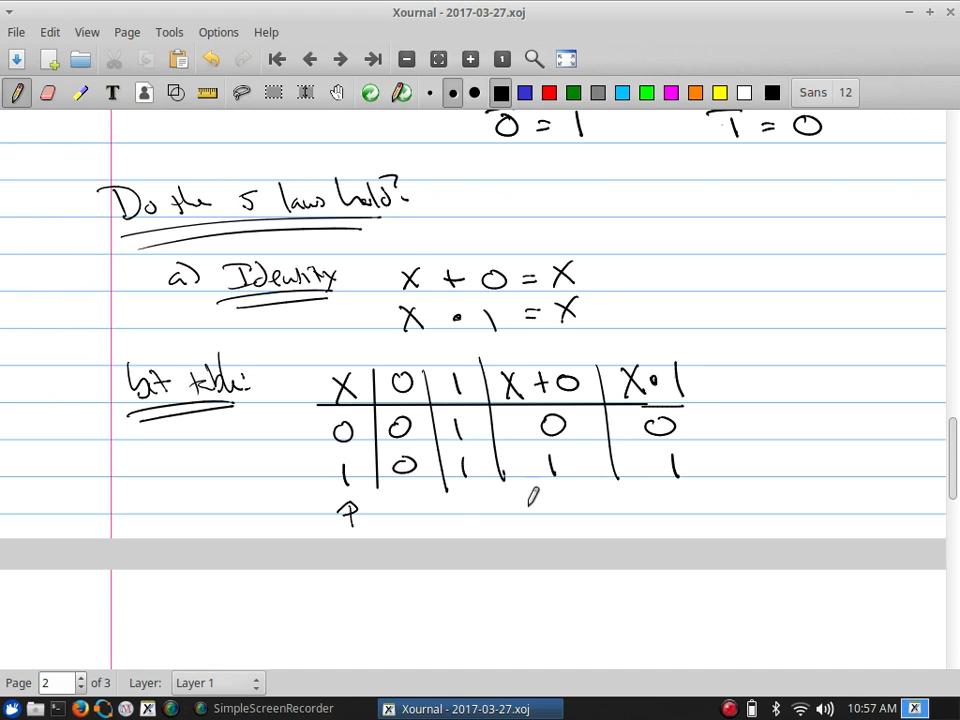 Xournal - 2017-03-27.xoj
File Edit View Page Tools Options Help
Sans 12
0̅ = 1 1̅ = 0
Do the 5 laws hold?
a) Identity x + 0 = x
x · 1 = x
bit table:
x | 0 | 1 | x + 0 | x · 1
0 | 0 | 1 | 0 | 0
1 | 0 | 1 | 1 | 1
↑
Page 2 of 3 Layer: Layer 1
SimpleScreenRecorder Xournal - 2017-03-27.xoj 10:57 AM